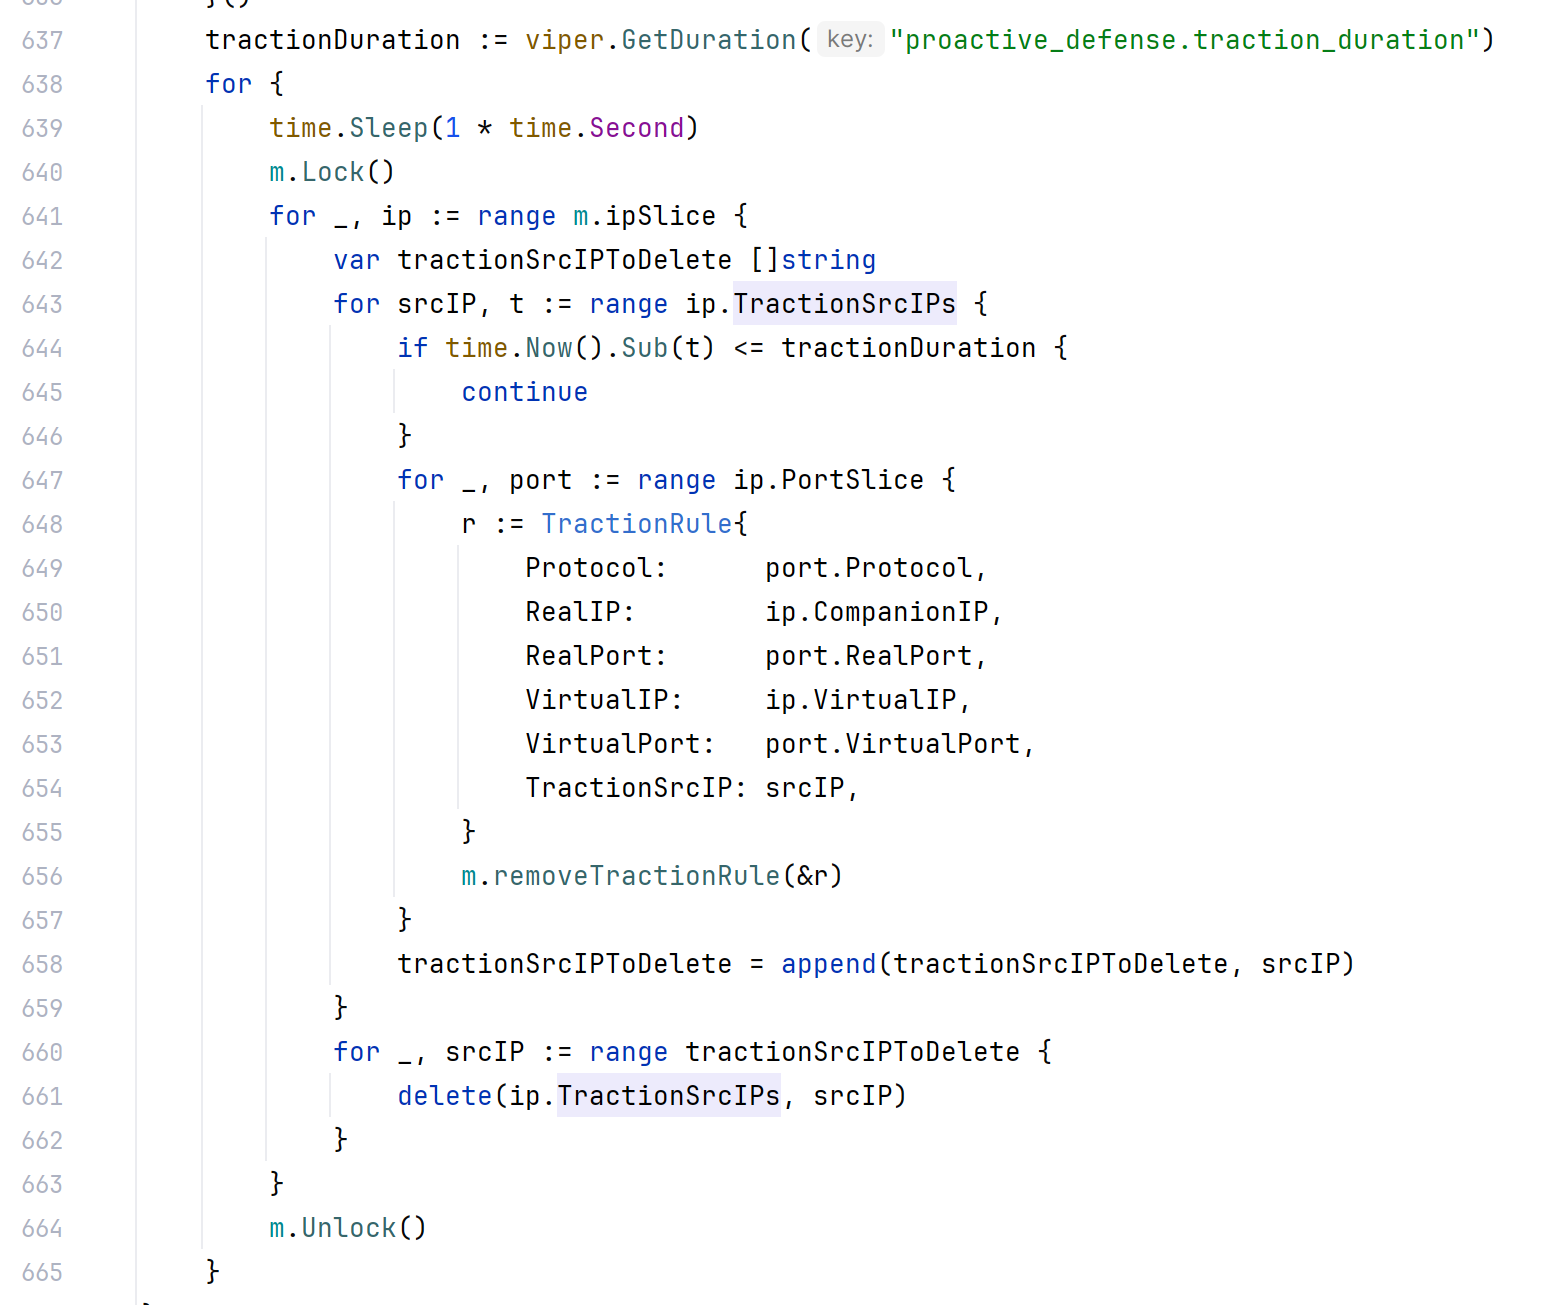 637 tractionDuration := viper.GetDuration( key: "proactive_defense.traction_duration")
638 for {
639 time.Sleep(1 * time.Second)
640 m.Lock()
641 for _, ip := range m.ipSlice {
642 var tractionSrcIPToDelete []string
643 for srcIP, t := range ip.TractionSrcIPs {
644 if time.Now().Sub(t) <= tractionDuration {
645 continue
646 }
647 for _, port := range ip.PortSlice {
648 r := TractionRule{
649 Protocol: port.Protocol,
650 RealIP: ip.CompanionIP,
651 RealPort: port.RealPort,
652 VirtualIP: ip.VirtualIP,
653 VirtualPort: port.VirtualPort,
654 TractionSrcIP: srcIP,
655 }
656 m.removeTractionRule(&r)
657 }
658 tractionSrcIPToDelete = append(tractionSrcIPToDelete, srcIP)
659 }
660 for _, srcIP := range tractionSrcIPToDelete {
661 delete(ip.TractionSrcIPs, srcIP)
662 }
663 }
664 m.Unlock()
665 }